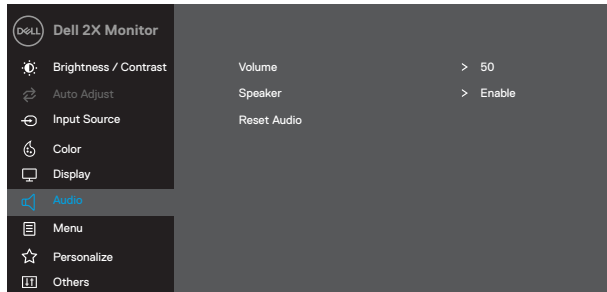 DELL Dell 2X Monitor
Brightness / Contrast Volume > 50
Auto Adjust Speaker > Enable
Input Source Reset Audio
Color
Display
Audio
Menu
Personalize
Others